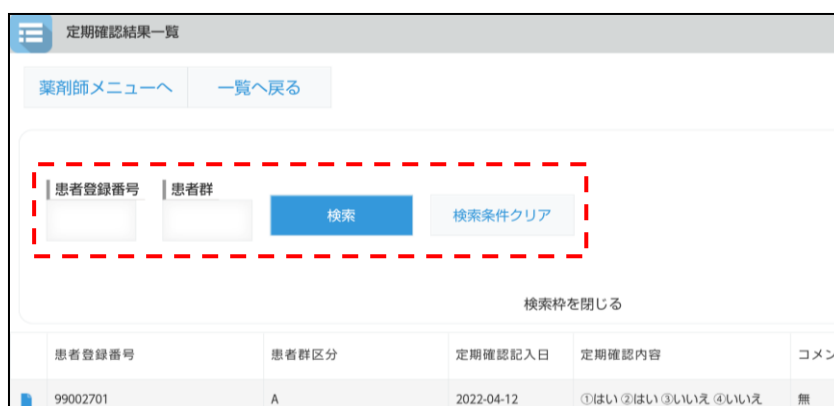 定期確認結果一覧
薬剤師メニューへ 一覧へ戻る
患者登録番号 患者群
検索 検索条件クリア
検索枠を閉じる
患者登録番号 患者群区分 定期確認記入日 定期確認内容 コメン
99002701 A 2022-04-12 ①はい ②はい ③いいえ ④いいえ 無